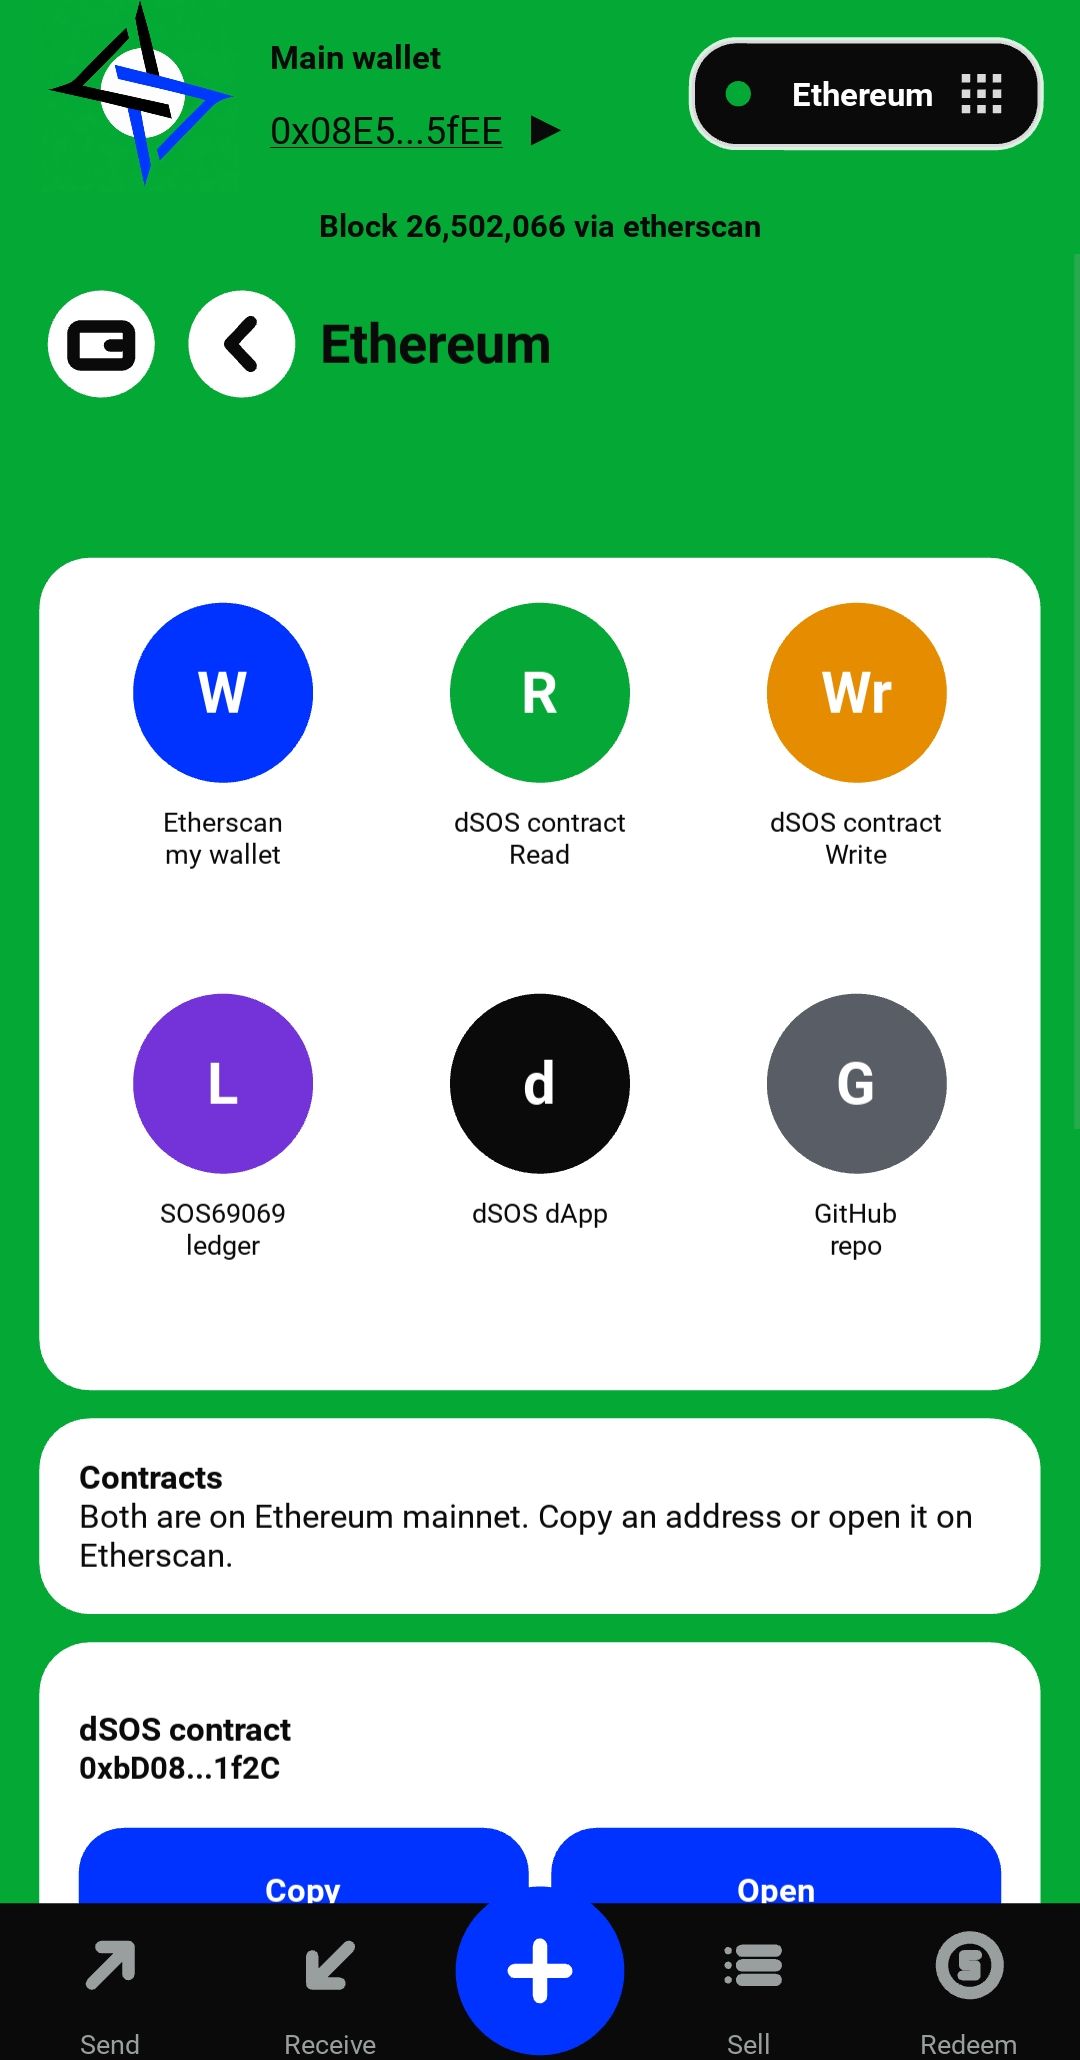 Main wallet
0x08E5...5fEE
Ethereum
Block 26,502,066 via etherscan
Ethereum
W
R
Wr
Etherscan
my wallet
dSOS contract
Read
dSOS contract
Write
L
d
G
SOS69069
ledger
dSOS dApp
GitHub
repo
Contracts
Both are on Ethereum mainnet. Copy an address or open it on
Etherscan.
dSOS contract
0xbD08...1f2C
Copy
Open
Send
Receive
Sell
S
Redeem